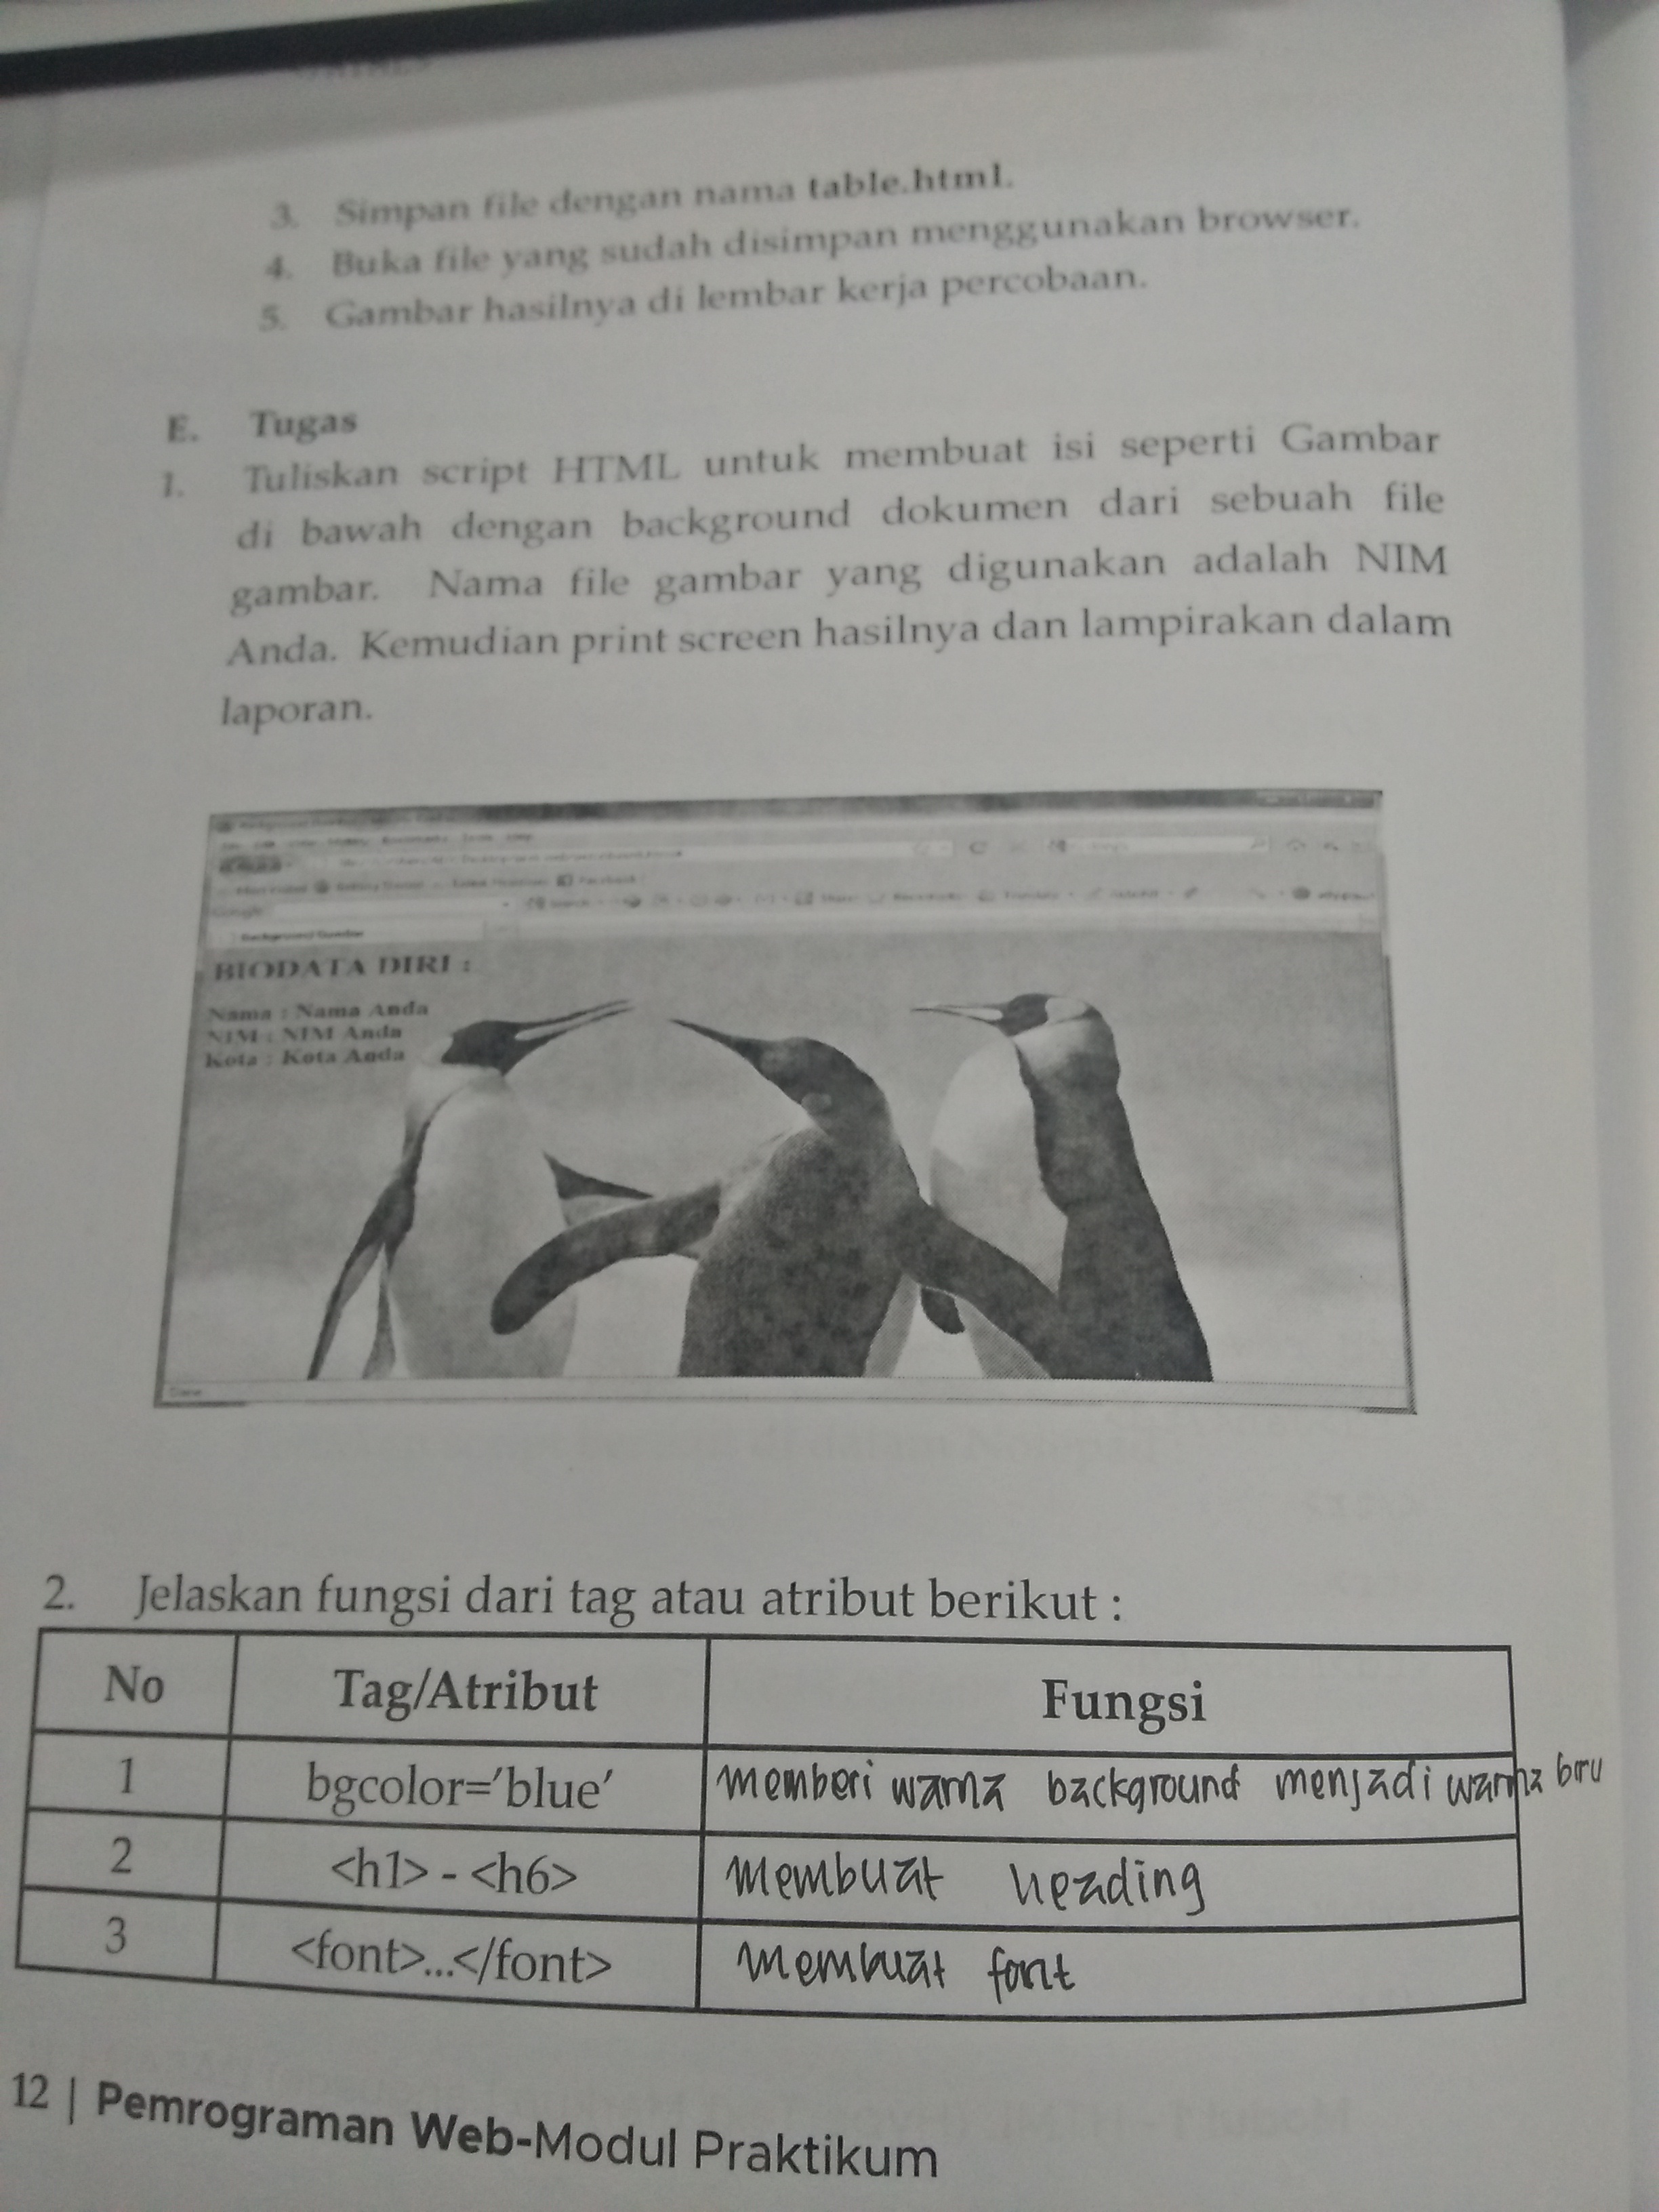 3. Simpan file dengan nama table.html.
4. Buka file yang sudah disimpan menggunakan browser.
5. Gambar hasilnya di lembar kerja percobaan.
E. Tugas
1. Tuliskan script HTML untuk membuat isi seperti Gambar
di bawah dengan background dokumen dari sebuah file
gambar. Nama file gambar yang digunakan adalah NIM
Anda. Kemudian print screen hasilnya dan lampirakan dalam
laporan.
BIODATA DIRI :
Nama : Nama Anda
NIM : NIM Anda
Kota : Kota Anda
2. Jelaskan fungsi dari tag atau atribut berikut :
No Tag/Atribut Fungsi
1 bgcolor='blue' memberi warna background menjadi warna biru
2 <h1> - <h6> membuat heading
3 <font>...</font> membuat font
12 | Pemrograman Web-Modul Praktikum